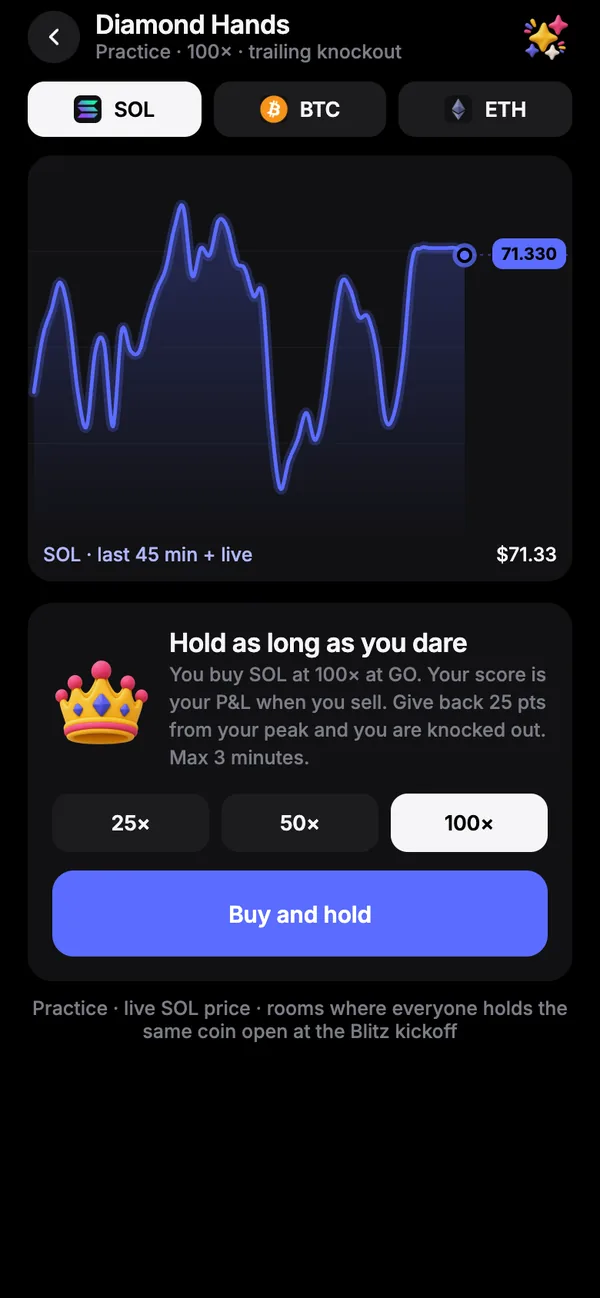 Diamond Hands
Practice · 100× · trailing knockout
SOL
BTC
ETH
71.330
SOL · last 45 min + live
$71.33
Hold as long as you dare
You buy SOL at 100× at GO. Your score is
your P&L when you sell. Give back 25 pts
from your peak and you are knocked out.
Max 3 minutes.
25×
50×
100×
Buy and hold
Practice · live SOL price · rooms where everyone holds the
same coin open at the Blitz kickoff